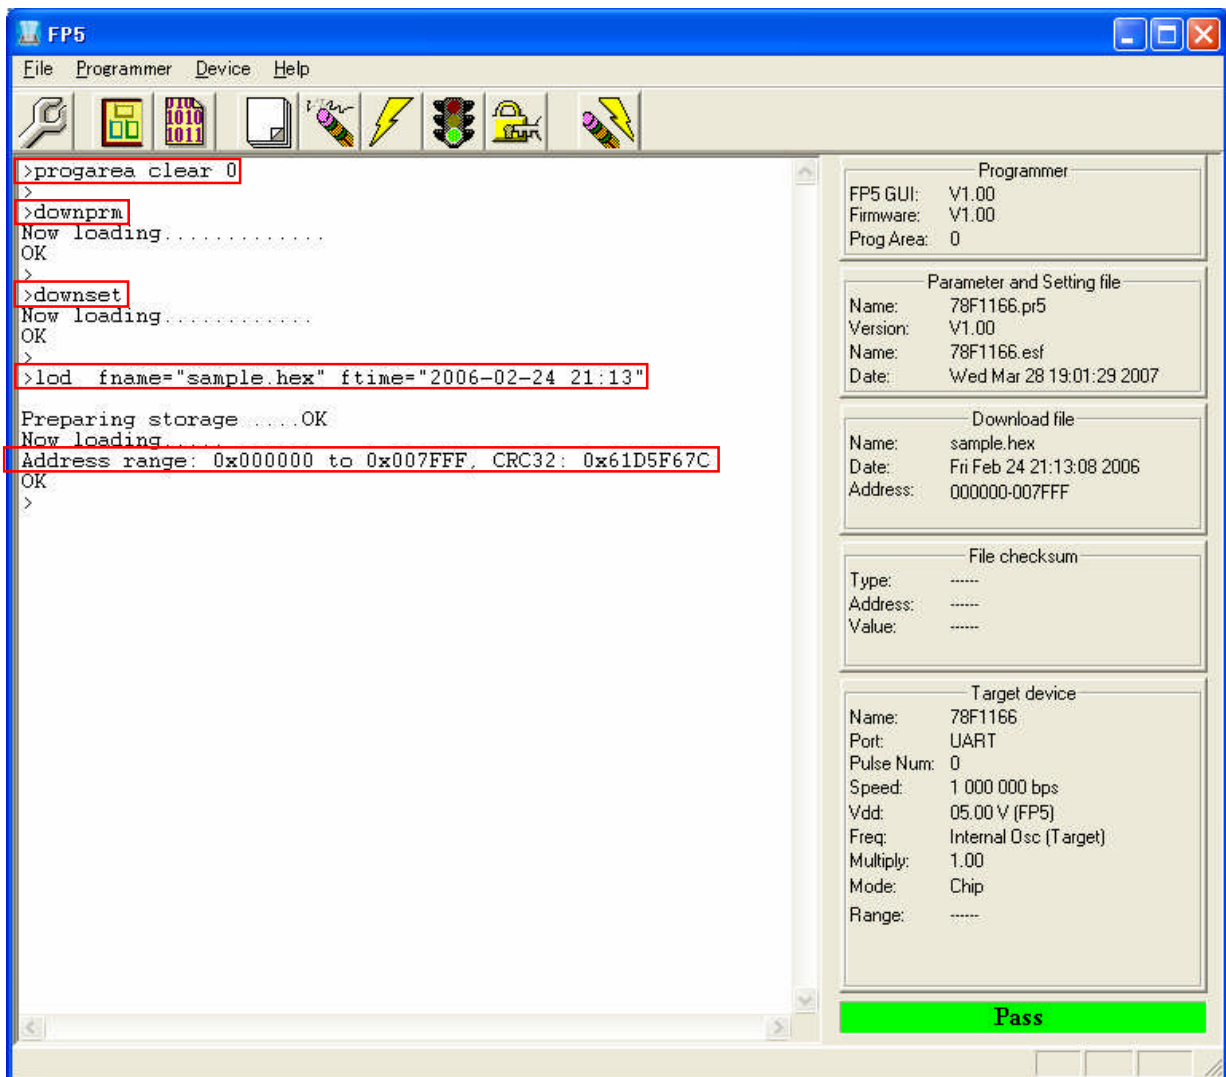 FP5
File Programmer Device Help
010
1010
1011
>progarea clear 0
>
>downprm
Now loading.............
OK
>
>downset
Now loading............
OK
>
>lod fname="sample.hex" ftime="2006-02-24 21:13"
Preparing storage ....OK
Now loading.....
Address range: 0x000000 to 0x007FFF, CRC32: 0x61D5F67C
OK
>
Programmer
FP5 GUI: V1.00
Firmware: V1.00
Prog Area: 0
Parameter and Setting file
Name: 78F1166.pr5
Version: V1.00
Name: 78F1166.esf
Date: Wed Mar 28 19:01:29 2007
Download file
Name: sample.hex
Date: Fri Feb 24 21:13:08 2006
Address: 000000-007FFF
File checksum
Type: ------
Address: ------
Value: ------
Target device
Name: 78F1166
Port: UART
Pulse Num: 0
Speed: 1 000 000 bps
Vdd: 05.00 V (FP5)
Freq: Internal Osc (Target)
Multiply: 1.00
Mode: Chip
Range: ------
Pass